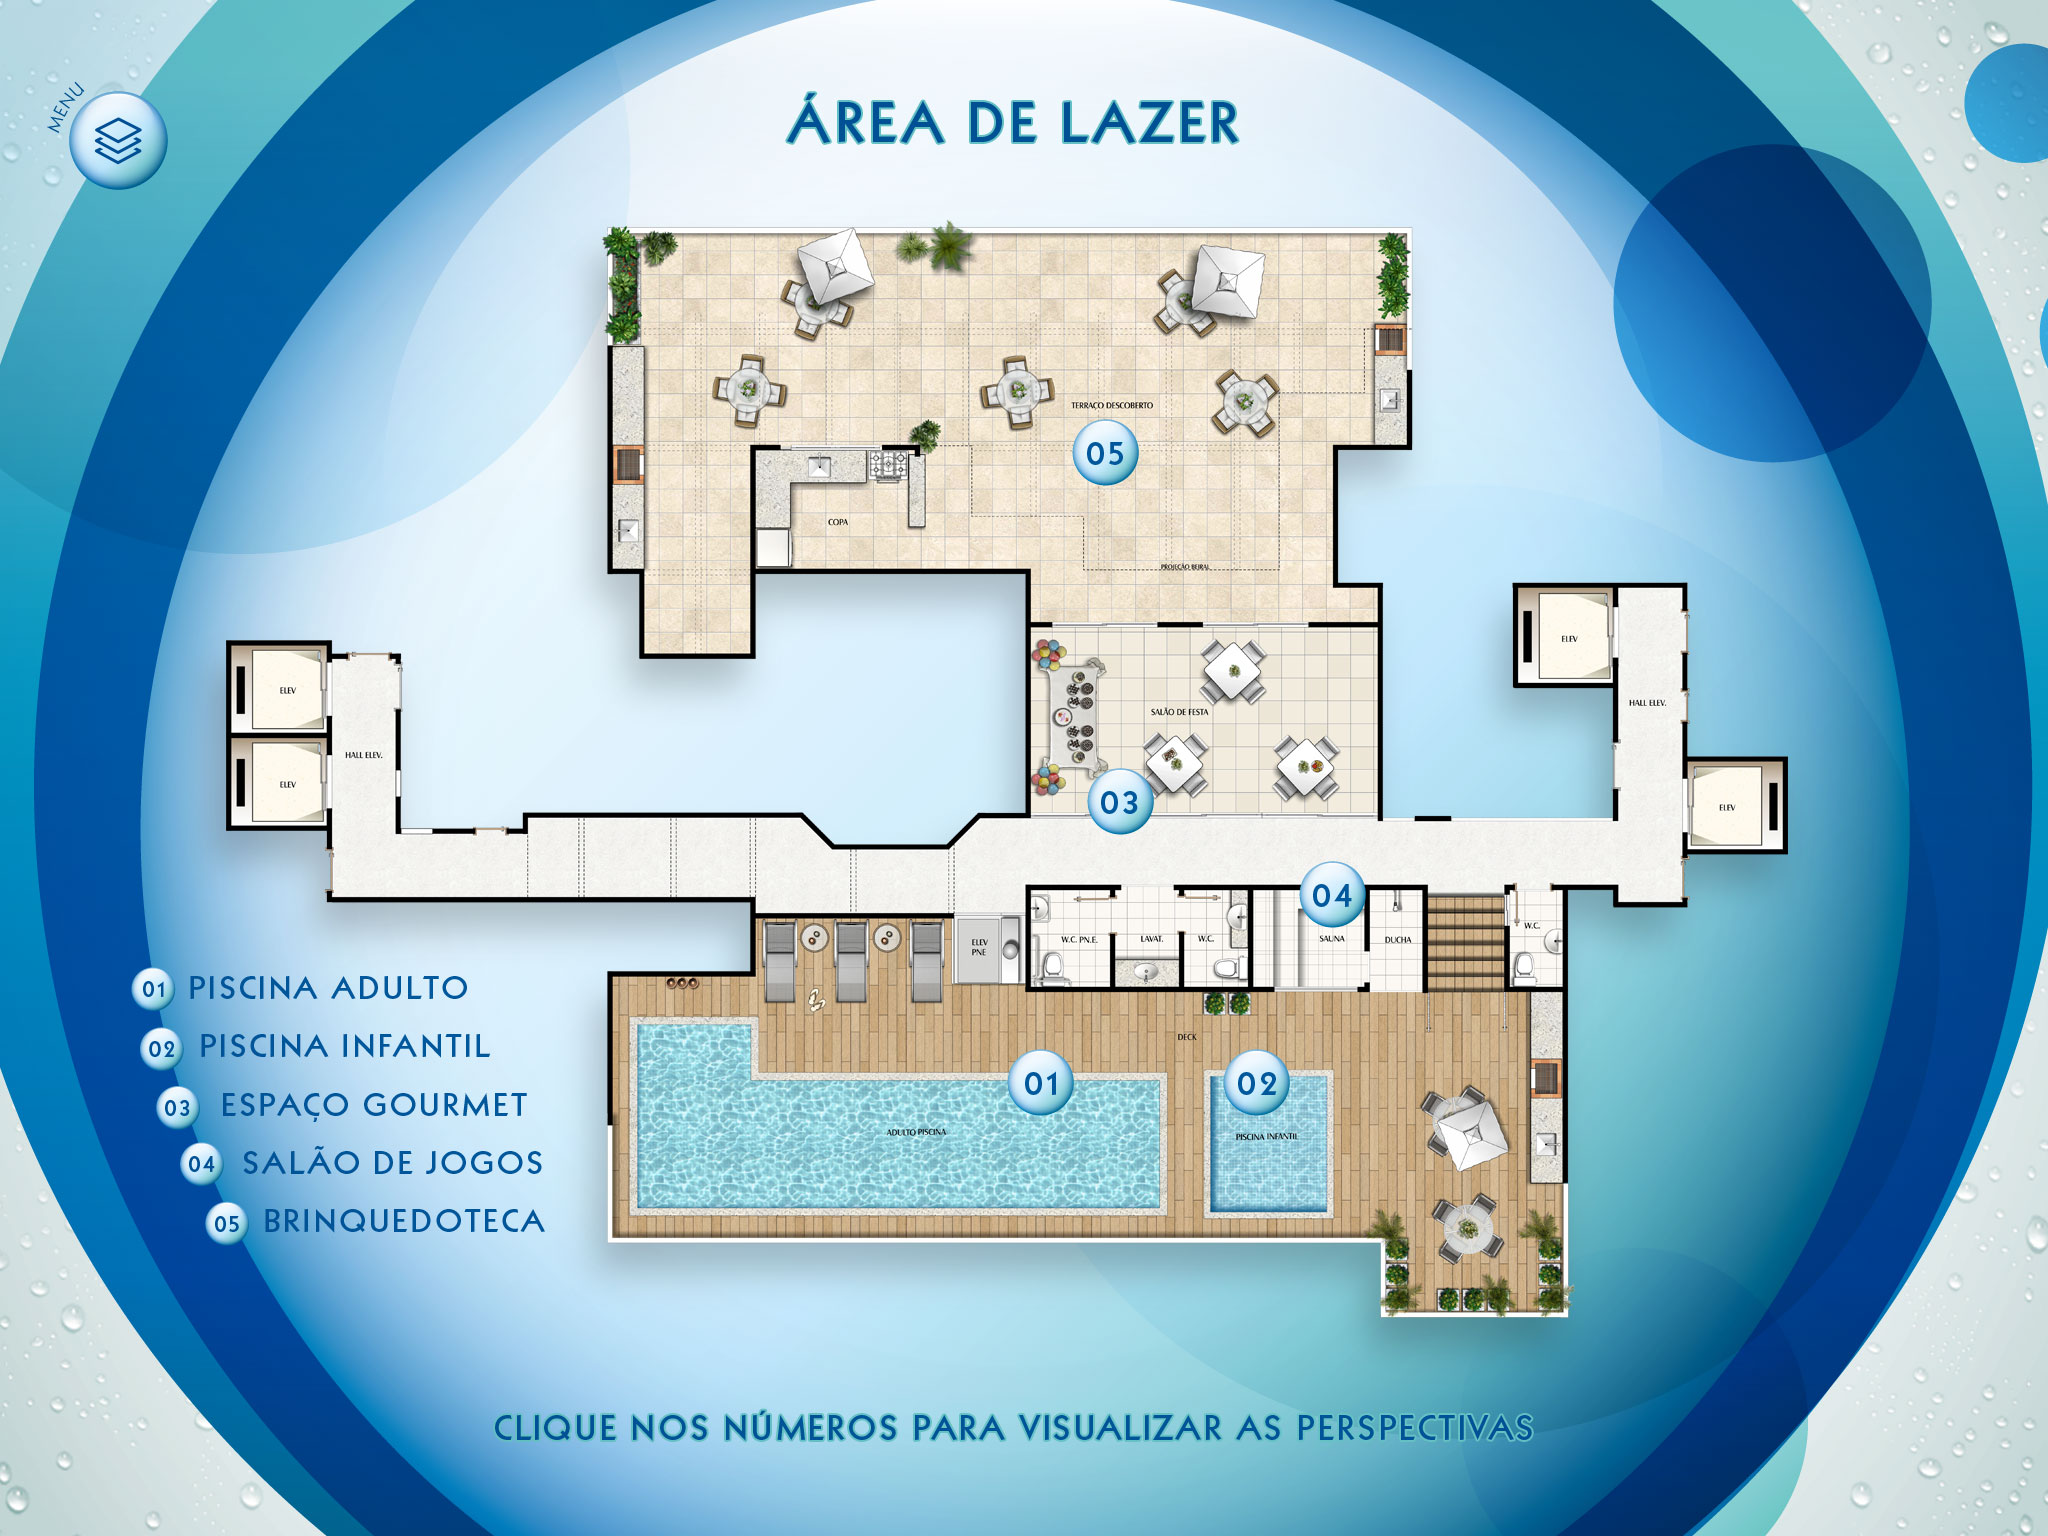 MENU
ÁREA DE LAZER
TERRAÇO DESCOBERTO
05
COPA
PROJEÇÃO BEIRAL
ELEV
ELEV
HALL ELEV.
ELEV
HALL ELEV.
ELEV
SALÃO DE FESTA
03
04
ELEV
PNE
W.C. P.N.E.
LAVAT.
W.C.
SAUNA
DUCHA
W.C.
DECK
01
02
ADULTO PISCINA
PISCINA INFANTIL
01 PISCINA ADULTO
02 PISCINA INFANTIL
03 ESPAÇO GOURMET
04 SALÃO DE JOGOS
05 BRINQUEDOTECA
CLIQUE NOS NÚMEROS PARA VISUALIZAR AS PERSPECTIVAS